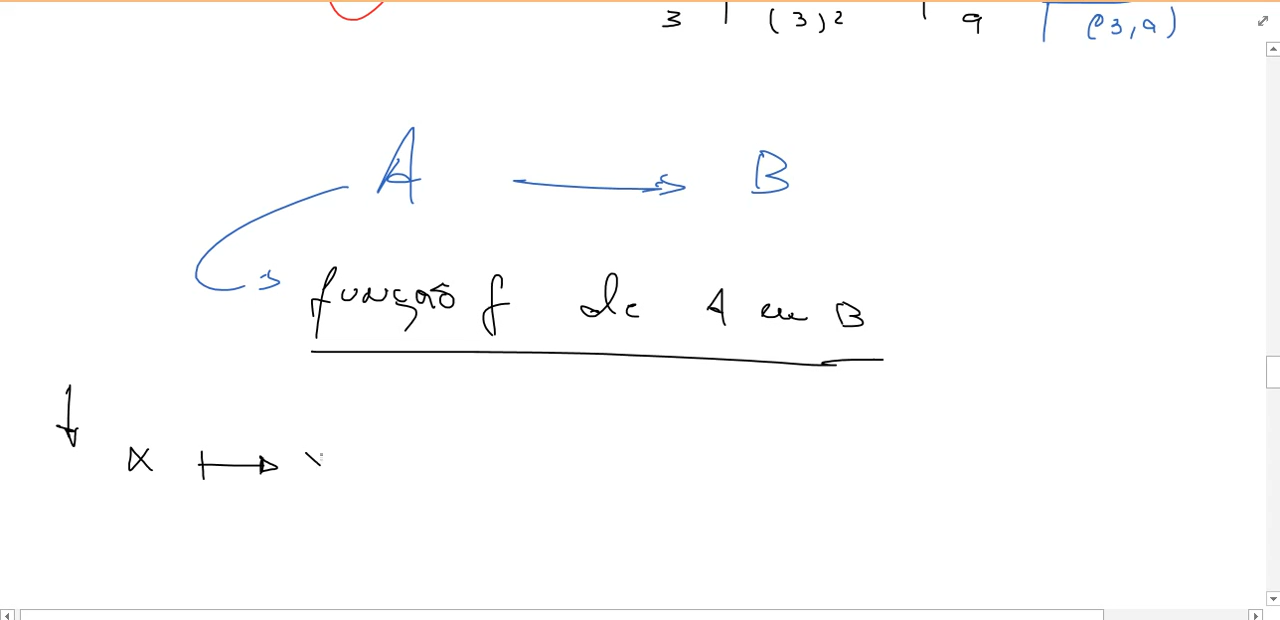 3 | (3)² | 9 | (3,9)
A → B
função f de A em B
x ↦